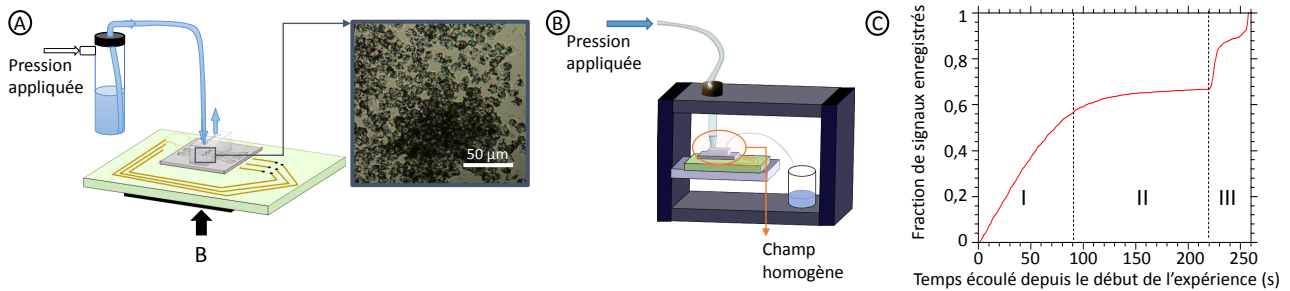 A
Pression
appliquée
50 µm
B
B
Pression
appliquée
Champ
homogène
C
Fraction de signaux enregistrés
1
0,8
0,6
0,4
0,2
0
I
II
III
0
50
100
150
200
250
Temps écoulé depuis le début de l'expérience (s)